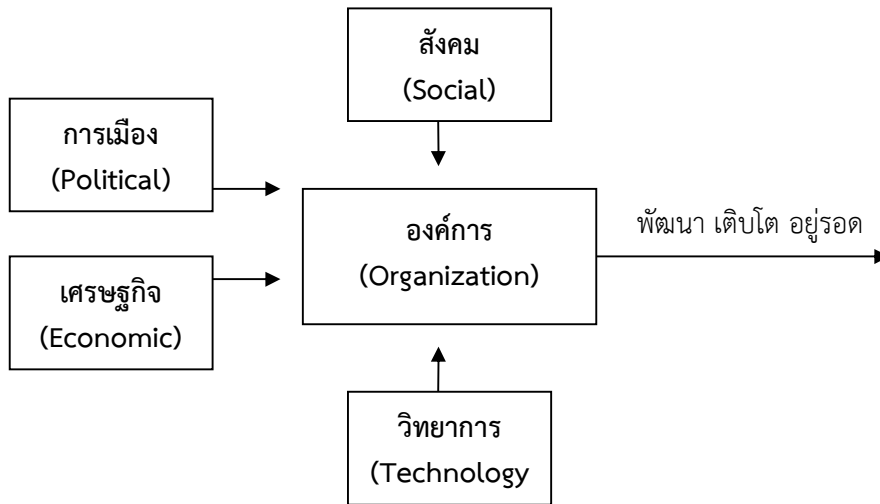 สังคม
(Social)
การเมือง
(Political)
องค์การ
(Organization)
พัฒนา เติบโต อยู่รอด
เศรษฐกิจ
(Economic)
วิทยาการ
(Technology